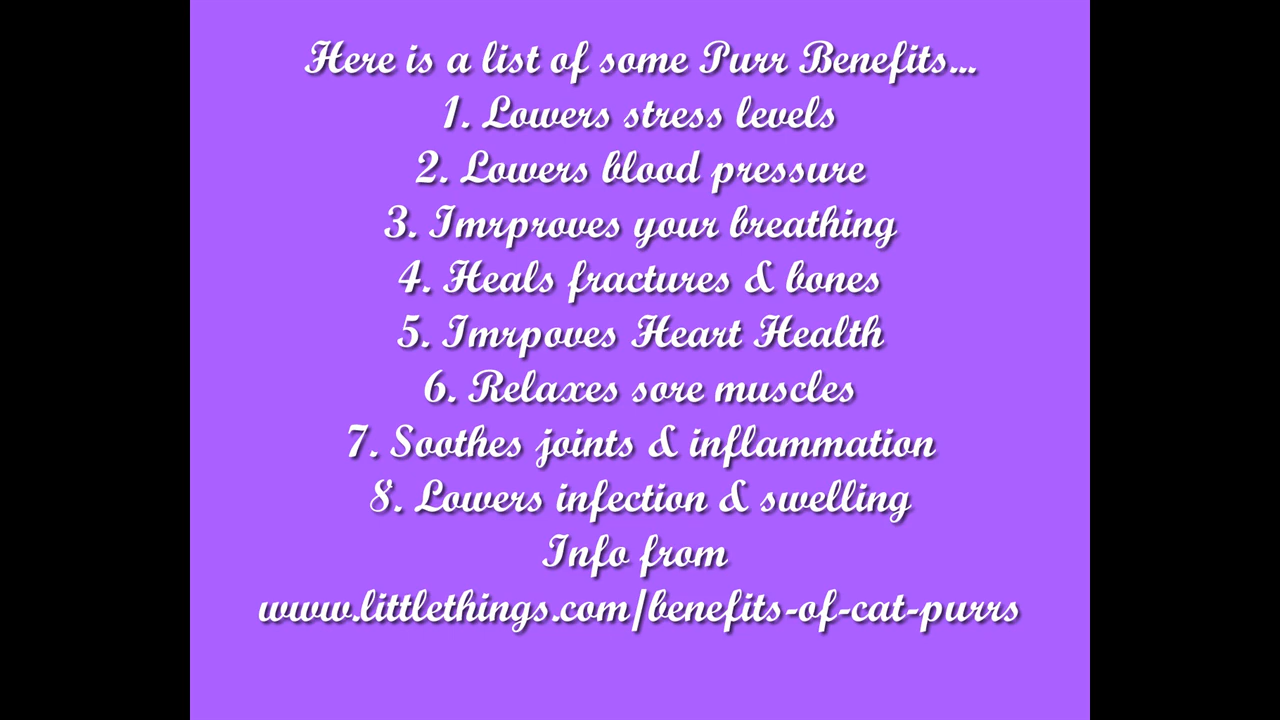 Here is a list of some Purr Benefits...
1. Lowers stress levels
2. Lowers blood pressure
3. Imrproves your breathing
4. Heals fractures & bones
5. Imrpoves Heart Health
6. Relaxes sore muscles
7. Soothes joints & inflammation
8. Lowers infection & swelling
Info from
www.littlethings.com/benefits-of-cat-purrs